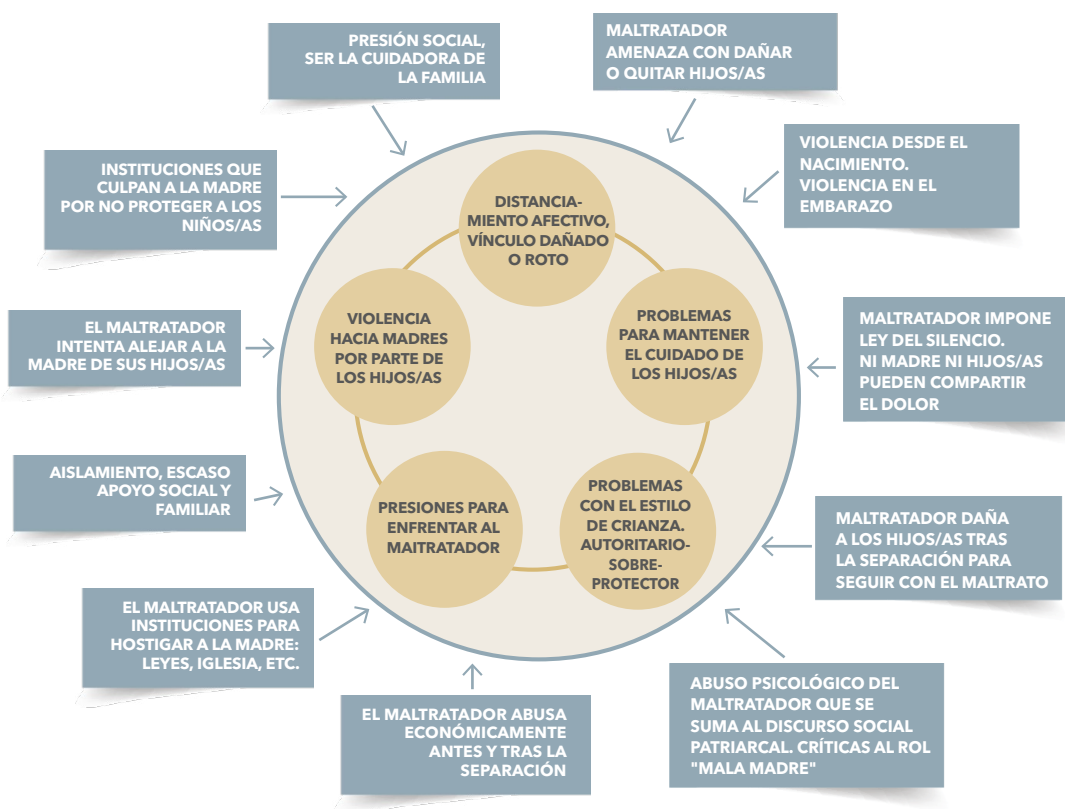 PRESIÓN SOCIAL,
SER LA CUIDADORA DE
LA FAMILIA
MALTRATADOR
AMENAZA CON DAÑAR
O QUITAR HIJOS/AS
INSTITUCIONES QUE
CULPAN A LA MADRE
POR NO PROTEGER A LOS
NIÑOS/AS
VIOLENCIA DESDE EL
NACIMIENTO.
VIOLENCIA EN EL
EMBARAZO
DISTANCIA-
MIENTO AFECTIVO,
VÍNCULO DAÑADO
O ROTO
VIOLENCIA
HACIA MADRES
POR PARTE DE
LOS HIJOS/AS
PROBLEMAS
PARA MANTENER
EL CUIDADO DE
LOS HIJOS/AS
EL MALTRATADOR
INTENTA ALEJAR A LA
MADRE DE SUS HIJOS/AS
MALTRATADOR IMPONE
LEY DEL SILENCIO.
NI MADRE NI HIJOS/AS
PUEDEN COMPARTIR
EL DOLOR
AISLAMIENTO, ESCASO
APOYO SOCIAL Y
FAMILIAR
PRESIONES PARA
ENFRENTAR AL
MAITRATADOR
PROBLEMAS
CON EL ESTILO
DE CRIANZA.
AUTORITARIO-
SOBRE-
PROTECTOR
MALTRATADOR DAÑA
A LOS HIJOS/AS TRAS
LA SEPARACIÓN PARA
SEGUIR CON EL MALTRATO
EL MALTRATADOR USA
INSTITUCIONES PARA
HOSTIGAR A LA MADRE:
LEYES, IGLESIA, ETC.
EL MALTRATADOR ABUSA
ECONÓMICAMENTE
ANTES Y TRAS LA
SEPARACIÓN
ABUSO PSICOLÓGICO DEL
MALTRATADOR QUE SE
SUMA AL DISCURSO SOCIAL
PATRIARCAL. CRÍTICAS AL ROL
"MALA MADRE"